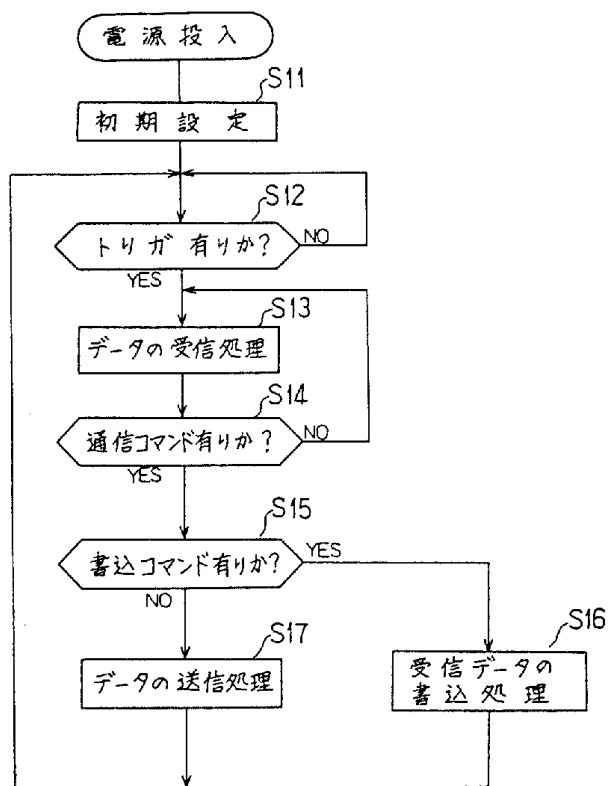 電源投入
S11
初期設定
S12
トリガ有りか?
NO
YES
S13
データの受信処理
S14
通信コマンド有りか?
NO
YES
S15
書込コマンド有りか?
YES
NO
S17
データの送信処理
S16
受信データの
書込処理